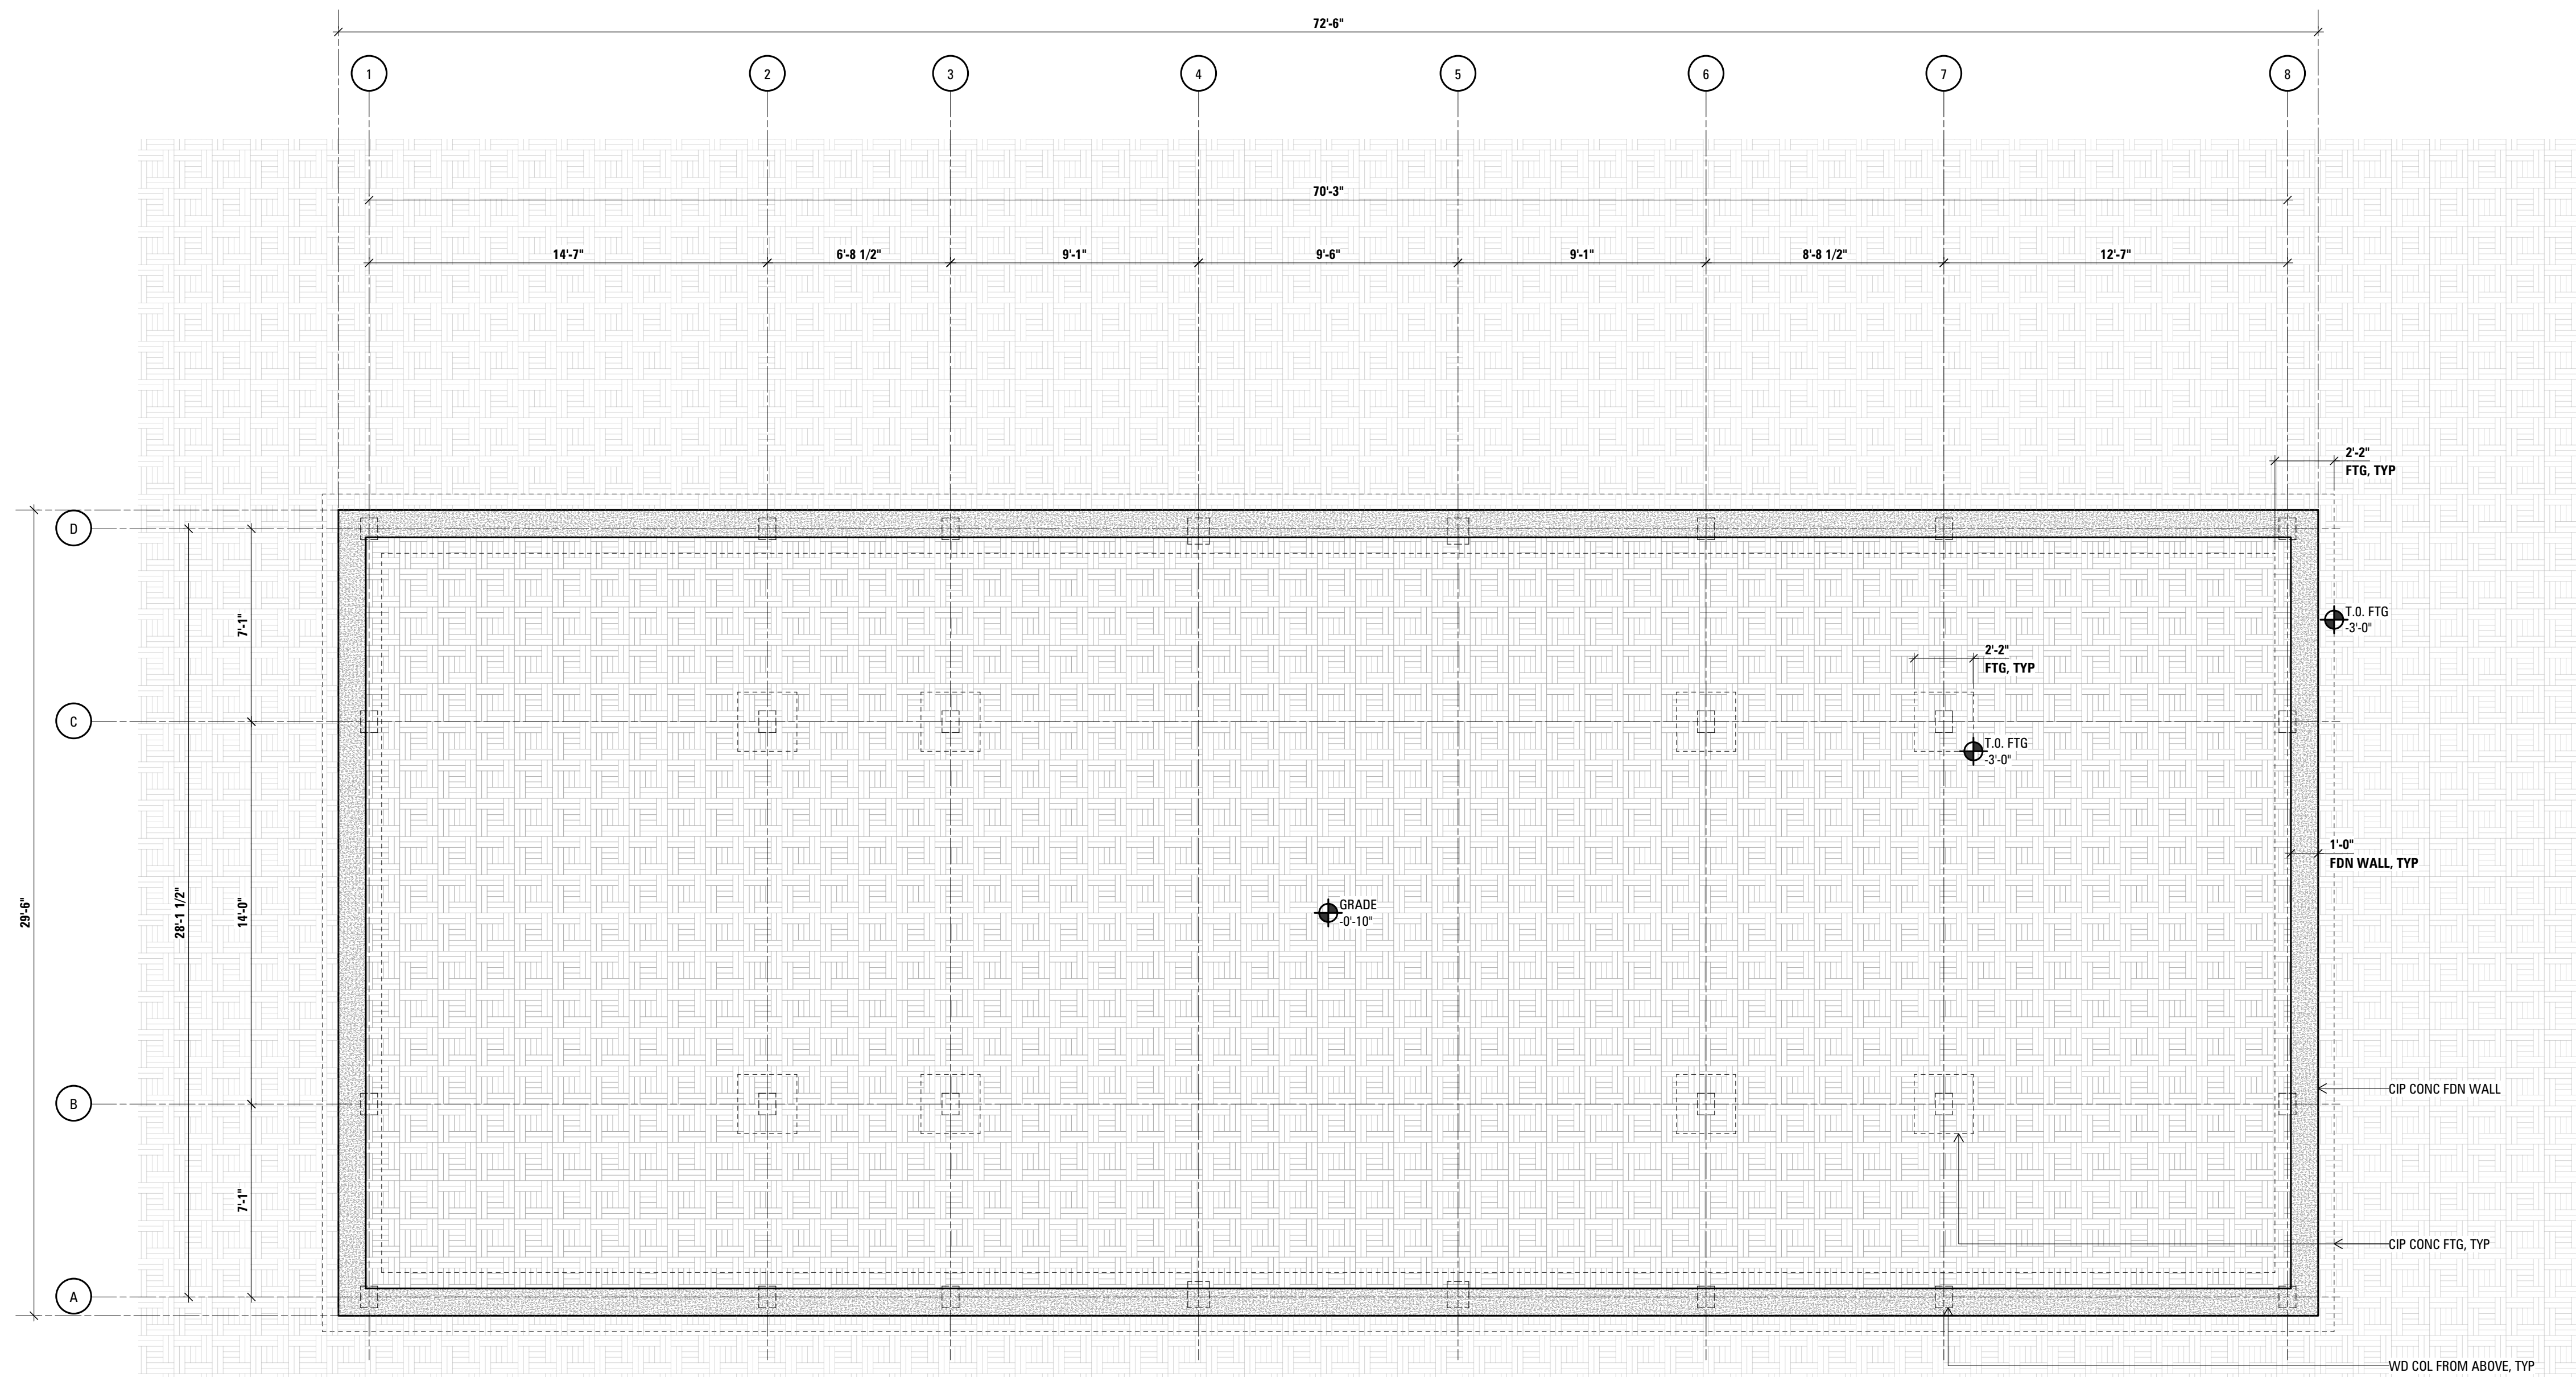 72'-6"
1
2
3
4
5
6
7
8
70'-3"
14'-7"
6'-8 1/2"
9'-1"
9'-6"
9'-1"
8'-8 1/2"
12'-7"
2'-2"
FTG, TYP
D
7'-1"
T.O. FTG
-3'-0"
2'-2"
FTG, TYP
C
T.O. FTG
-3'-0"
1'-0"
FDN WALL, TYP
29'-6"
28'-1 1/2"
14'-0"
GRADE
-0'-10"
CIP CONC FDN WALL
B
7'-1"
CIP CONC FTG, TYP
A
WD COL FROM ABOVE, TYP